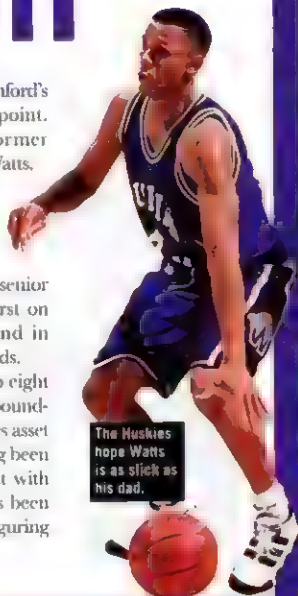 nford's
point.
ormer
Watts,
senior
rst on
nd in
ds.
o eight
ound-
s asset
g been
t with
s been
guring
The Huskies
hope Watts
is as slick as
his dad.